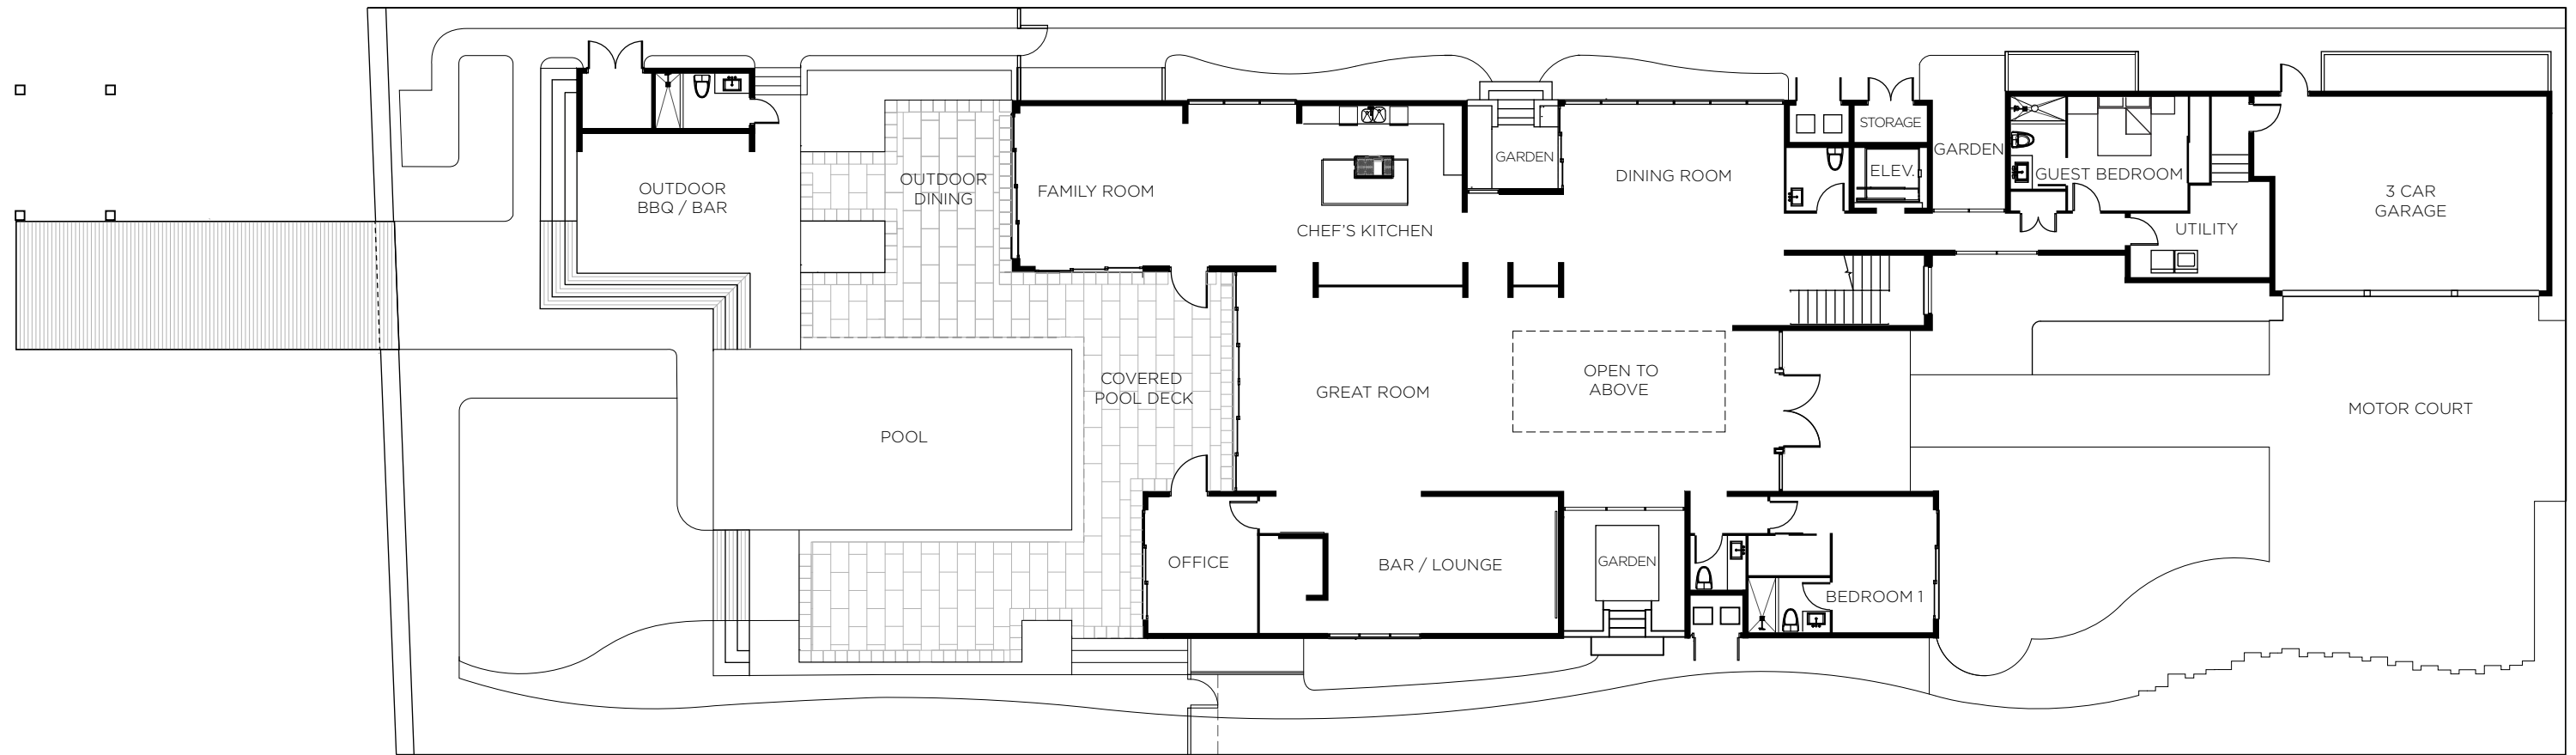 OUTDOOR
BBQ / BAR
OUTDOOR
DINING
FAMILY ROOM
CHEF'S KITCHEN
GARDEN
DINING ROOM
STORAGE
ELEV.
GARDEN
GUEST BEDROOM
UTILITY
3 CAR
GARAGE
POOL
COVERED
POOL DECK
GREAT ROOM
OPEN TO
ABOVE
MOTOR COURT
OFFICE
BAR / LOUNGE
GARDEN
BEDROOM 1